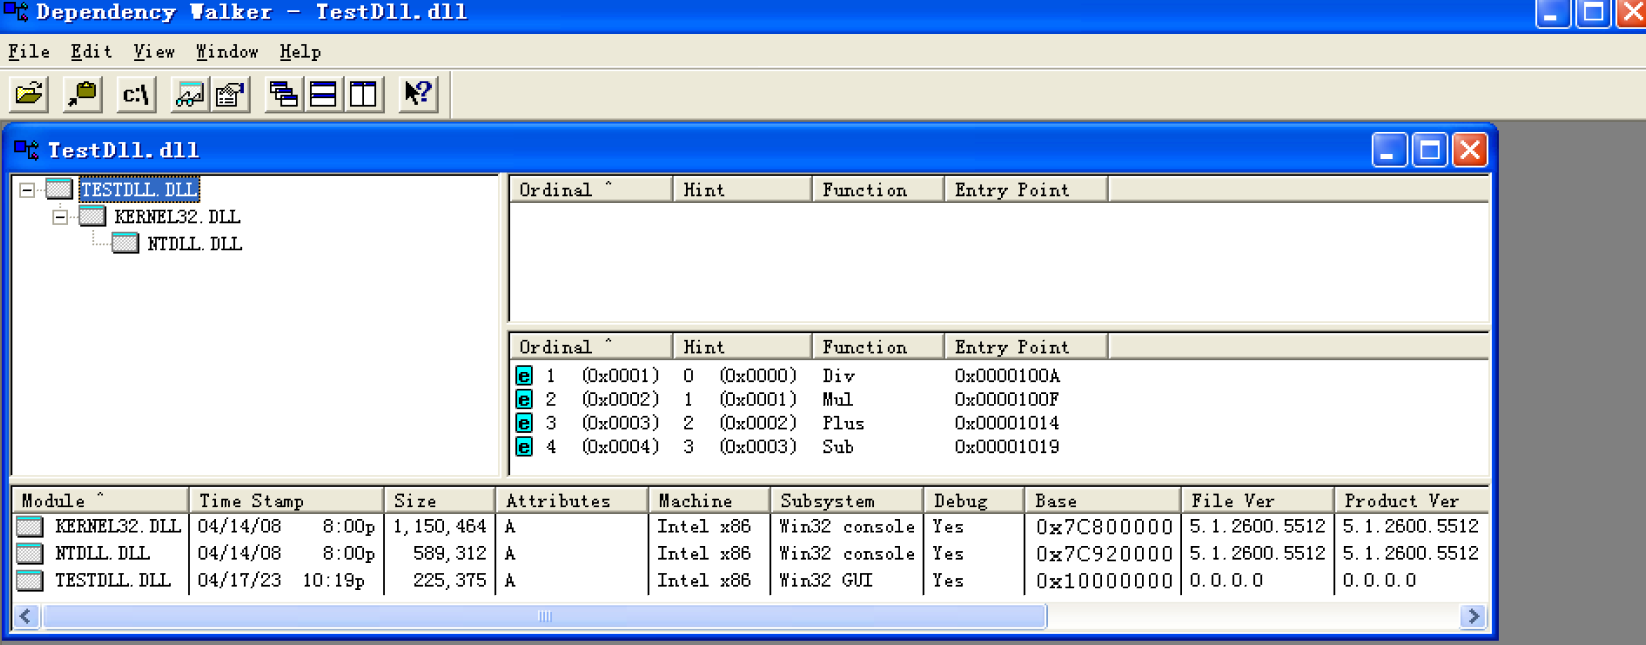 Dependency Walker - TestDll.dll
File Edit View Window Help
c:\
TestDll.dll
TESTDLL.DLL
KERNEL32.DLL
NTDLL.DLL
Ordinal ^ Hint Function Entry Point
Ordinal ^ Hint Function Entry Point
e 1 (0x0001) 0 (0x0000) Div 0x0000100A
e 2 (0x0002) 1 (0x0001) Mul 0x0000100F
e 3 (0x0003) 2 (0x0002) Plus 0x00001014
e 4 (0x0004) 3 (0x0003) Sub 0x00001019
Module ^ Time Stamp Size Attributes Machine Subsystem Debug Base File Ver Product Ver
KERNEL32.DLL 04/14/08 8:00p 1,150,464 A Intel x86 Win32 console Yes 0x7C800000 5.1.2600.5512 5.1.2600.5512
NTDLL.DLL 04/14/08 8:00p 589,312 A Intel x86 Win32 console Yes 0x7C920000 5.1.2600.5512 5.1.2600.5512
TESTDLL.DLL 04/17/23 10:19p 225,375 A Intel x86 Win32 GUI Yes 0x10000000 0.0.0.0 0.0.0.0